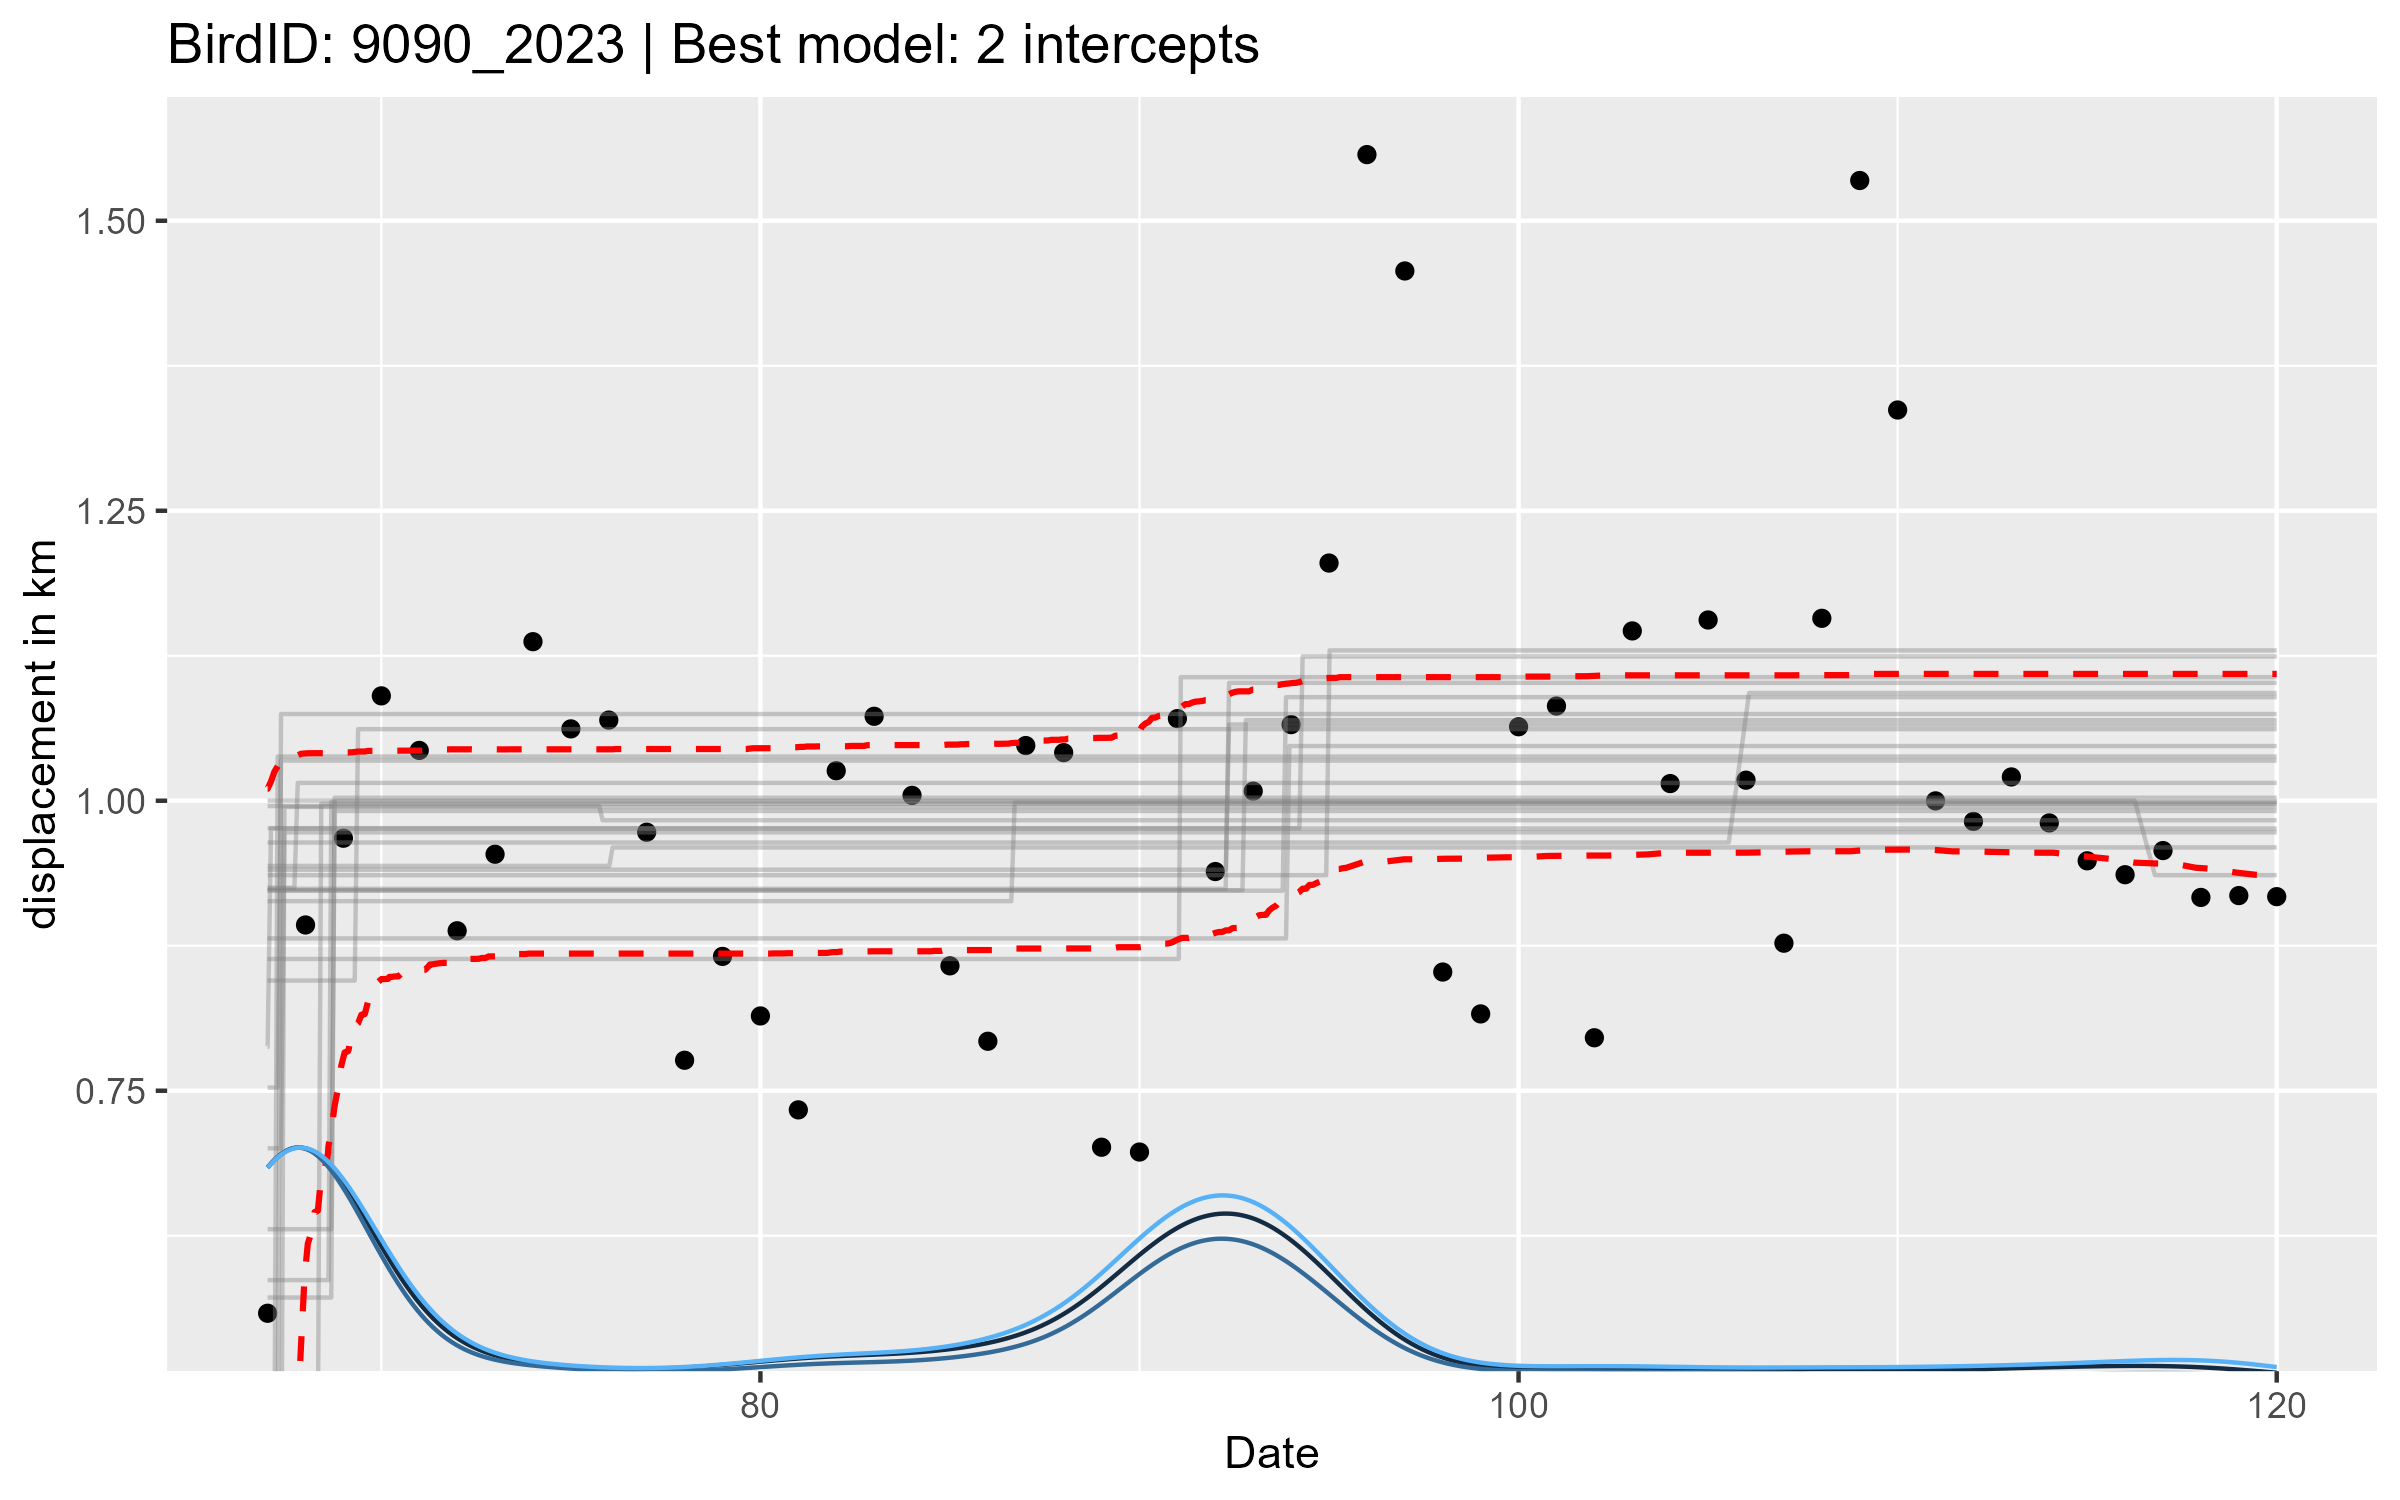 BirdID: 9090_2023 | Best model: 2 intercepts
displacement in km
1.50
1.25
1.00
0.75
80
100
120
Date